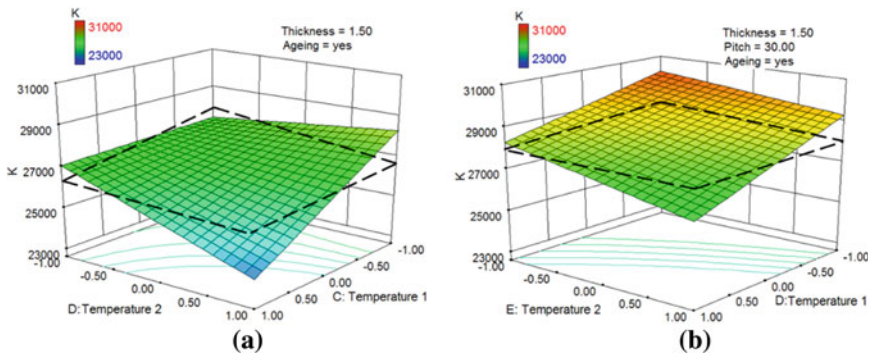 K
31000
23000
Thickness = 1.50
Ageing = yes
31000
29000
27000
25000
23000
K
-1.00
-0.50
0.00
0.50
1.00
D:Temperature 2
1.00
0.50
0.00
-0.50
-1.00
C: Temperature 1
(a)
K
31000
23000
Thickness = 1.50
Pitch = 30.00
Ageing = yes
31000
29000
27000
25000
23000
K
-1.00
-0.50
0.00
0.50
1.00
E: Temperature 2
1.00
0.50
0.00
-0.50
-1.00
D:Temperature 1
(b)